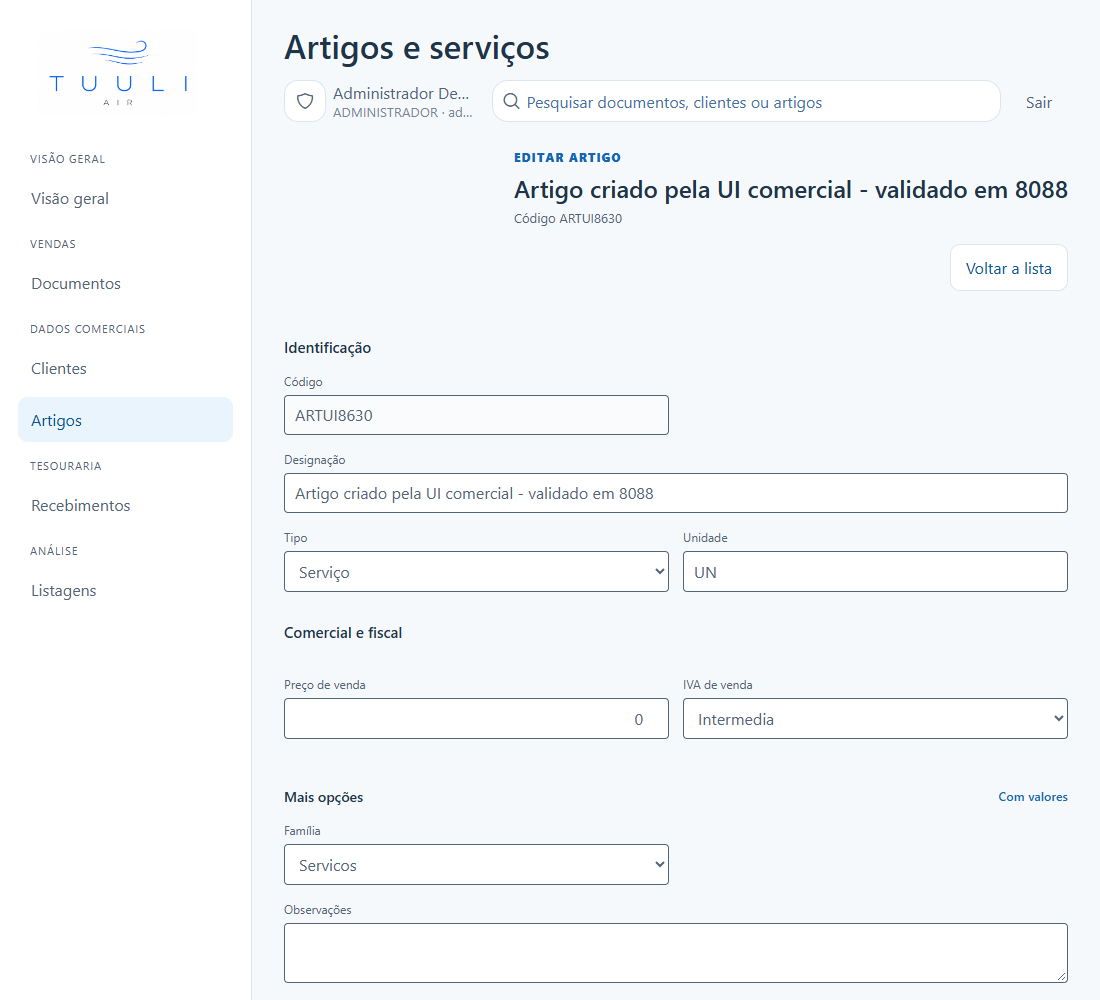 TUULI
AIR
VISÃO GERAL
Visão geral
VENDAS
Documentos
DADOS COMERCIAIS
Clientes
Artigos
TESOURARIA
Recebimentos
ANÁLISE
Listagens
Artigos e serviços
Administrador De...
ADMINISTRADOR · ad...
Pesquisar documentos, clientes ou artigos
Sair
EDITAR ARTIGO
Artigo criado pela UI comercial - validado em 8088
Código ARTUI8630
Voltar a lista
Identificação
Código
ARTUI8630
Designação
Artigo criado pela UI comercial - validado em 8088
Tipo
Unidade
Serviço
UN
Comercial e fiscal
Preço de venda
IVA de venda
0
Intermedia
Mais opções
Com valores
Família
Servicos
Observações